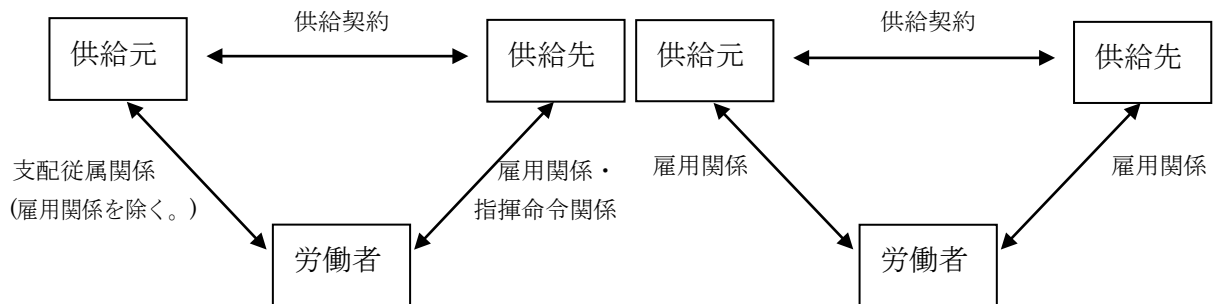 供給契約
供給元
供給先
支配従属関係
(雇用関係を除く。)
雇用関係・
指揮命令関係
労働者
供給契約
供給元
供給先
雇用関係
雇用関係
労働者